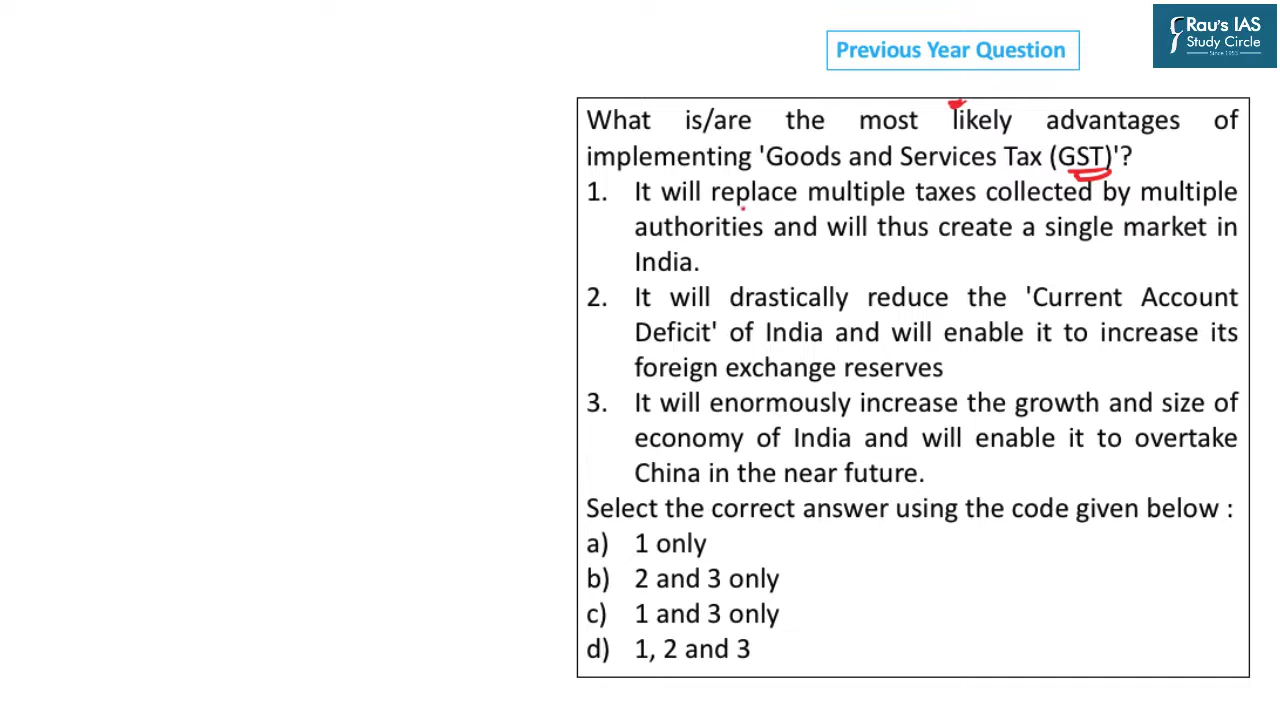 Rau's IAS
Study Circle
Since 1953
Previous Year Question
What is/are the most likely advantages of
implementing 'Goods and Services Tax (GST)'?
1. It will replace multiple taxes collected by multiple
authorities and will thus create a single market in
India.
2. It will drastically reduce the 'Current Account
Deficit' of India and will enable it to increase its
foreign exchange reserves
3. It will enormously increase the growth and size of
economy of India and will enable it to overtake
China in the near future.
Select the correct answer using the code given below :
a) 1 only
b) 2 and 3 only
c) 1 and 3 only
d) 1, 2 and 3